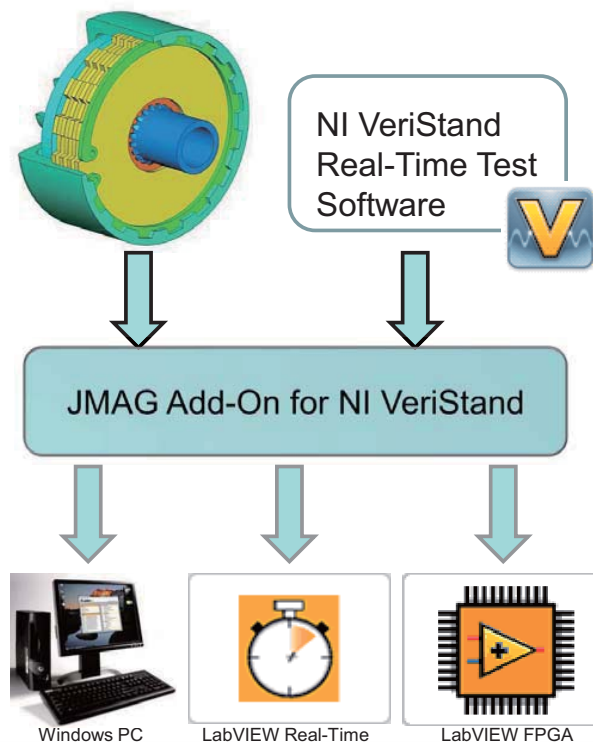 NI VeriStand
Real-Time Test
Software
V
JMAG Add-On for NI VeriStand
Windows PC
LabVIEW Real-Time
LabVIEW FPGA